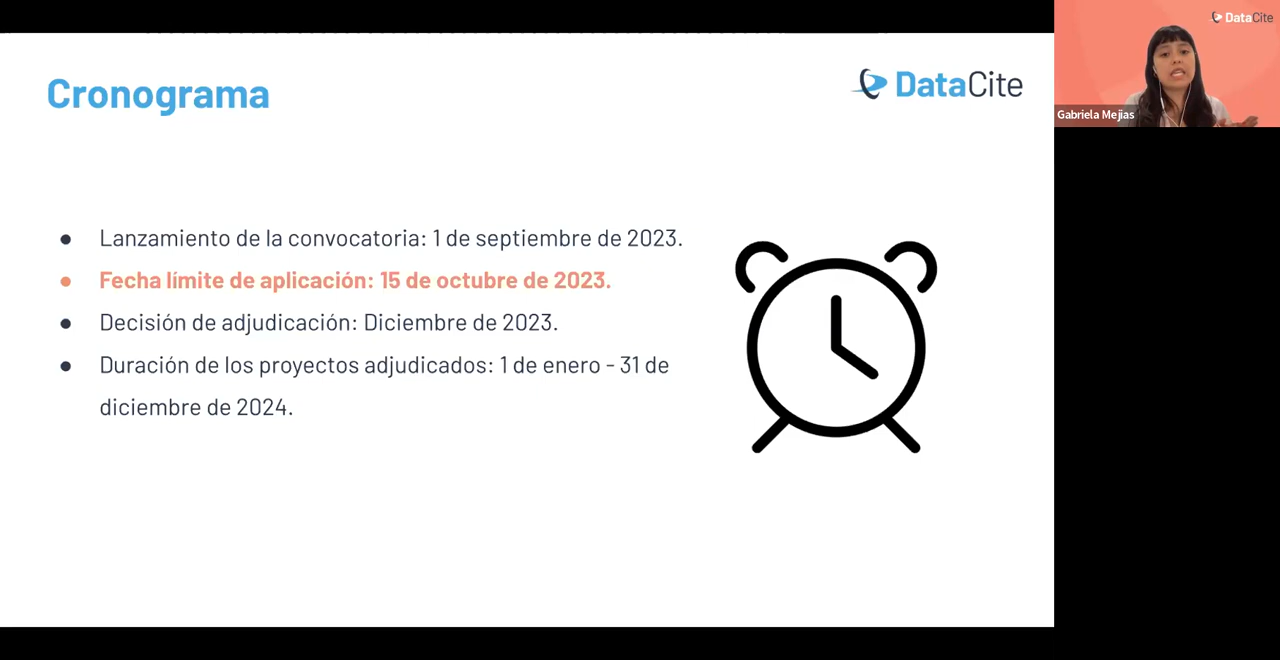 Cronograma
DataCite
Lanzamiento de la convocatoria: 1 de septiembre de 2023.
Fecha límite de aplicación: 15 de octubre de 2023.
Decisión de adjudicación: Diciembre de 2023.
Duración de los proyectos adjudicados: 1 de enero - 31 de
diciembre de 2024.
DataCite
Gabriela Mejias